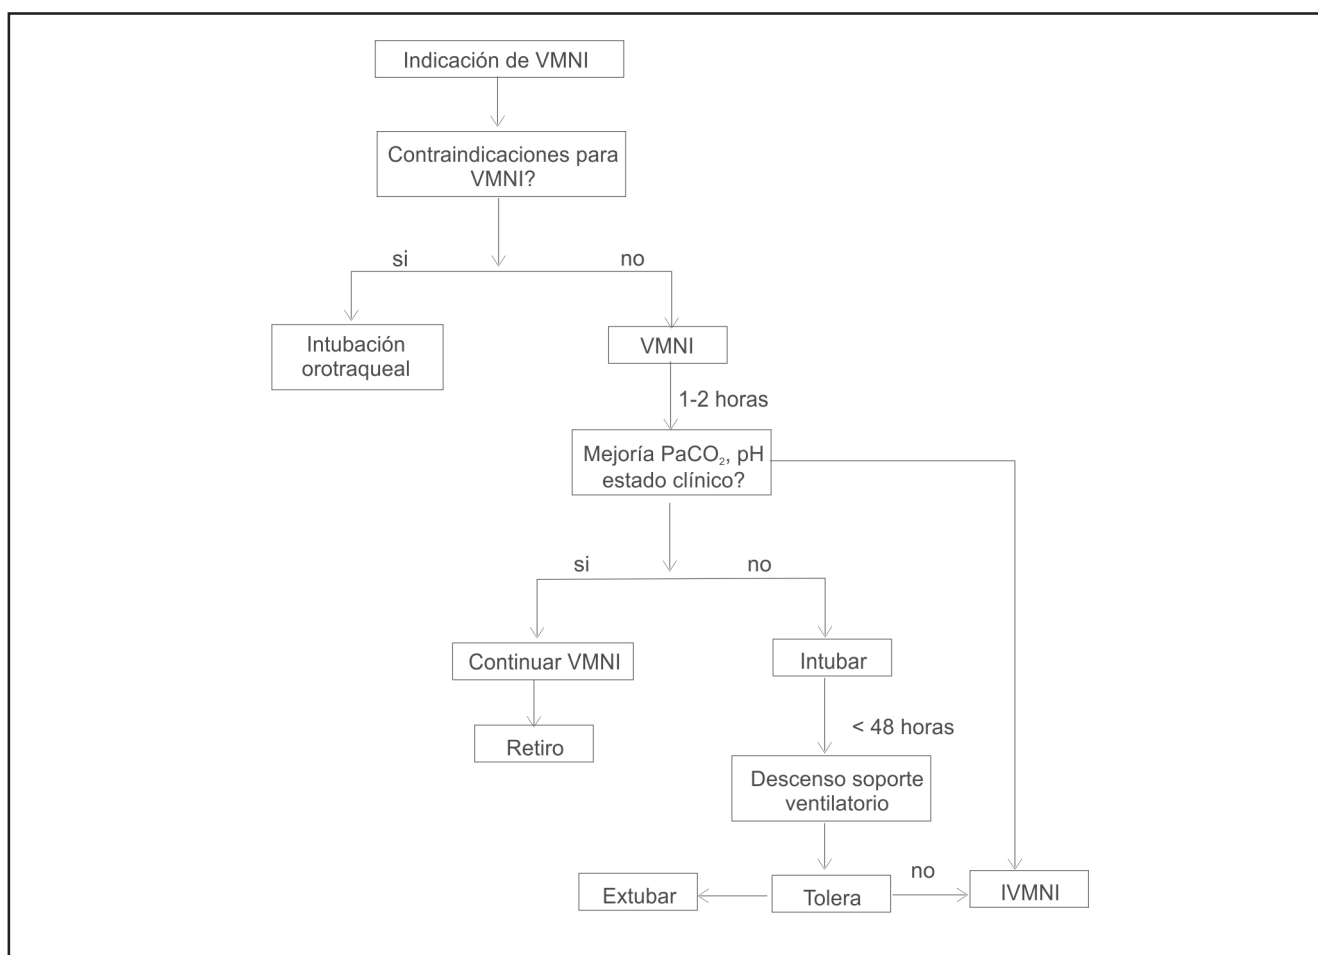 Indicación de VMNI
Contraindicaciones para
VMNI?
si
no
Intubación
orotraqueal
VMNI
1-2 horas
Mejoría PaCO₂, pH
estado clínico?
si
no
Continuar VMNI
Intubar
Retiro
< 48 horas
Descenso soporte
ventilatorio
Extubar
Tolera
no
IVMNI